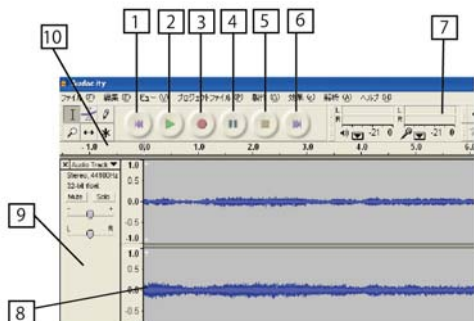 1 2 3 4 5 6 7
10
Audacity
ファイル (F) 編集 (E) ビュー (V) プロジェクトファイル (P) 効果 (C) 解析 (A) ヘルプ (H)
L
R
L
R
-21 0
-21 0
-1.0 0.0 1.0 2.0 3.0 4.0 5.0 6.0
× Audio Track ▼
Stereo, 44100Hz
32-bit float
Mute Solo
- +
L R
1.0
0.5
0.0
-0.5
-1.0
1.0
0.5
0.0
-0.5
9
8